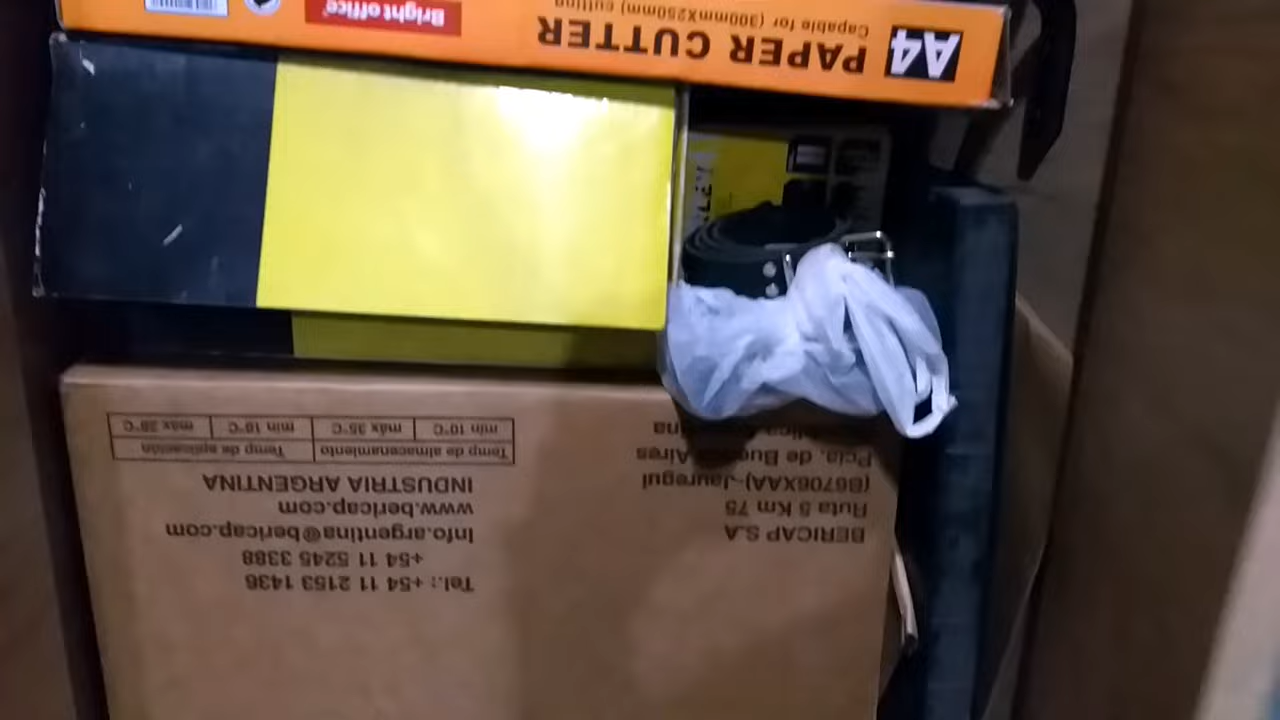 BERICAP S.A
Ruta 5 Km 75
(B6706XAA)-Jauregui
Pcia. de Buenos Aires
Tel.: +54 11 2153 1436
+54 11 5245 3388
Info.argentina@bericap.com
www.bericap.com
INDUSTRIA ARGENTINA
Temp de almacenamiento Temp de aplicación
min 10°C máx 35°C min 18°C máx 28°C
A4 PAPER CUTTER
Capable for (300mmX250mm) cutting
Bright office